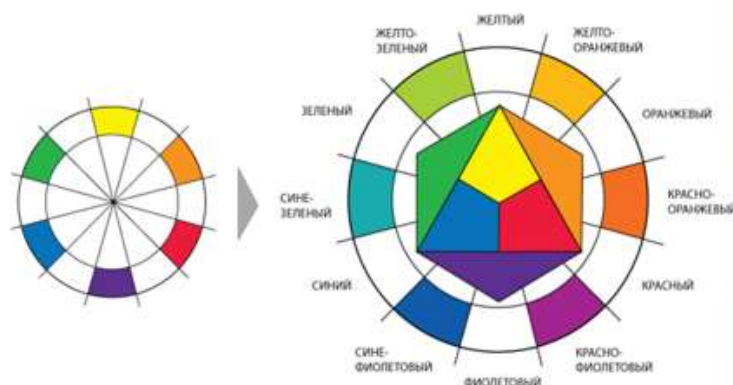 ЖЕЛТЫЙ
ЖЕЛТО-
ЗЕЛЕНЫЙ
ЖЕЛТО-
ОРАНЖЕВЫЙ
ЗЕЛЕНЫЙ
ОРАНЖЕВЫЙ
СИНЕ-
ЗЕЛЕНЫЙ
КРАСНО-
ОРАНЖЕВЫЙ
СИНИЙ
КРАСНЫЙ
СИНЕ-
ФИОЛЕТОВЫЙ
КРАСНО-
ФИОЛЕТОВЫЙ
ФИОЛЕТОВЫЙ